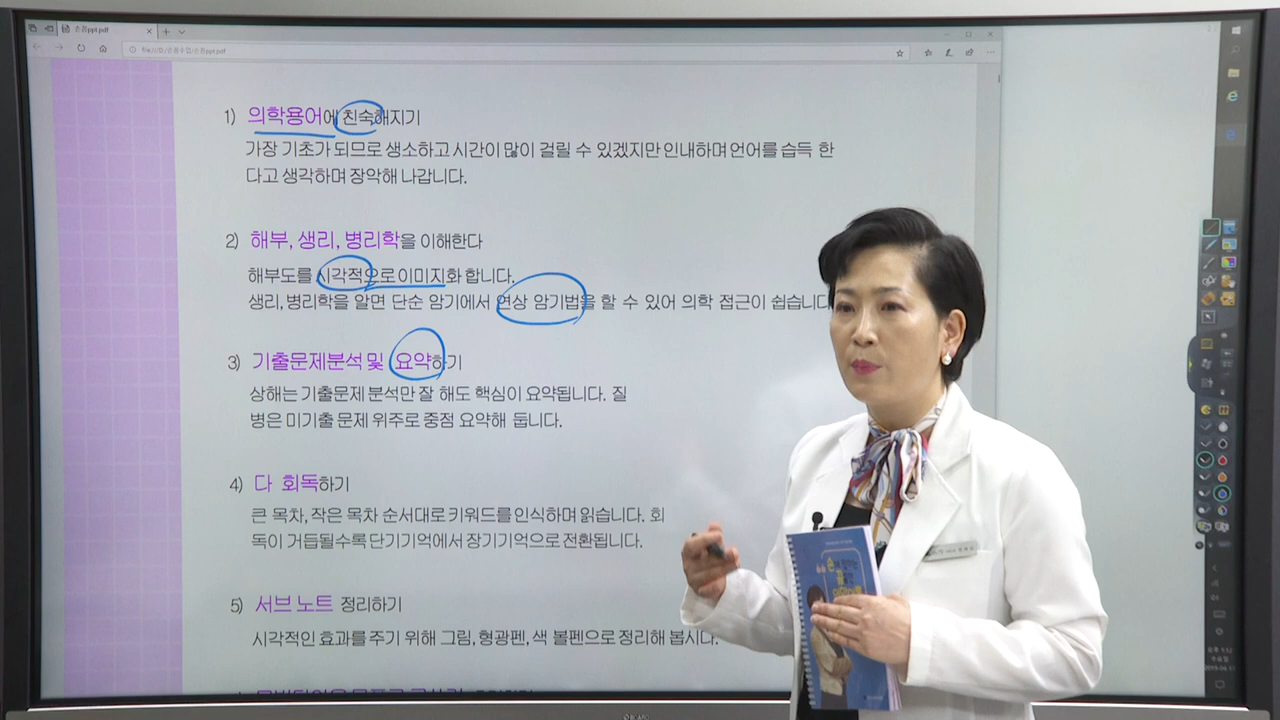 손끝ppt.pdf
1) 의학용어에 친숙해지기
가장 기초가 되므로 생소하고 시간이 많이 걸릴 수 있겠지만 인내하며 언어를 습득 한
다고 생각하며 장악해 나갑니다.
2) 해부, 생리, 병리학을 이해한다
해부도를 시각적으로 이미지화 합니다.
생리, 병리학을 알면 단순 암기에서 연상 암기법을 할 수 있어 의학 접근이 쉽습니다
3) 기출문제분석 및 요약하기
상해는 기출문제 분석만 잘 해도 핵심이 요약됩니다. 질
병은 미기출 문제 위주로 중점 요약해 둡니다.
4) 다 회독하기
큰 목차, 작은 목차 순서대로 키워드를 인식하며 읽습니다. 회
독이 거듭될수록 단기기억에서 장기기억으로 전환됩니다.
5) 서브 노트 정리하기
시각적인 효과를 주기 위해 그림, 형광펜, 색 볼펜으로 정리해 봅시다.